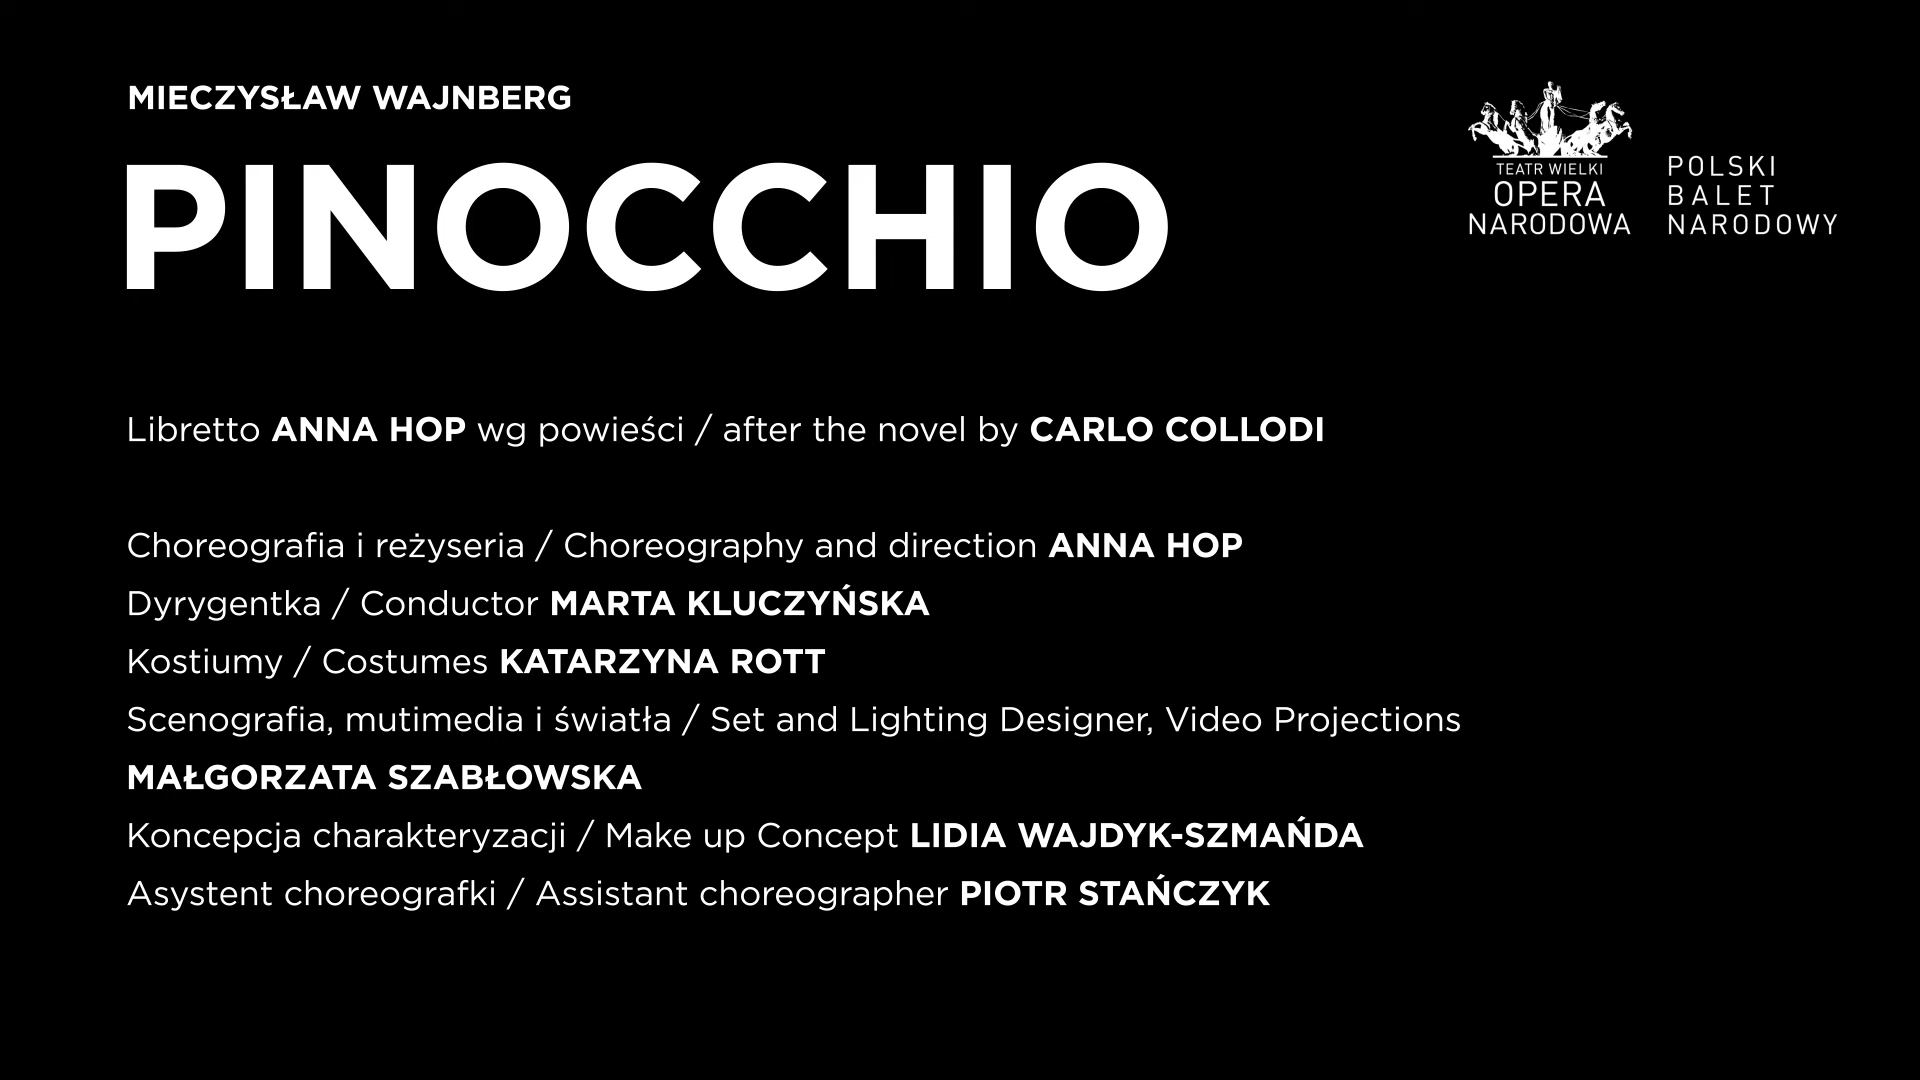 MIECZYSŁAW WAJNBERG
PINOCCHIO
TEATR WIELKI
OPERA
NARODOWA
POLSKI
BALET
NARODOWY
Libretto ANNA HOP wg powieści / after the novel by CARLO COLLODI
Choreografia i reżyseria / Choreography and direction ANNA HOP
Dyrygentka / Conductor MARTA KLUCZYŃSKA
Kostiumy / Costumes KATARZYNA ROTT
Scenografia, mutimedia i światła / Set and Lighting Designer, Video Projections
MAŁGORZATA SZABŁOWSKA
Koncepcja charakteryzacji / Make up Concept LIDIA WAJDYK-SZMAŃDA
Asystent choreografki / Assistant choreographer PIOTR STAŃCZYK